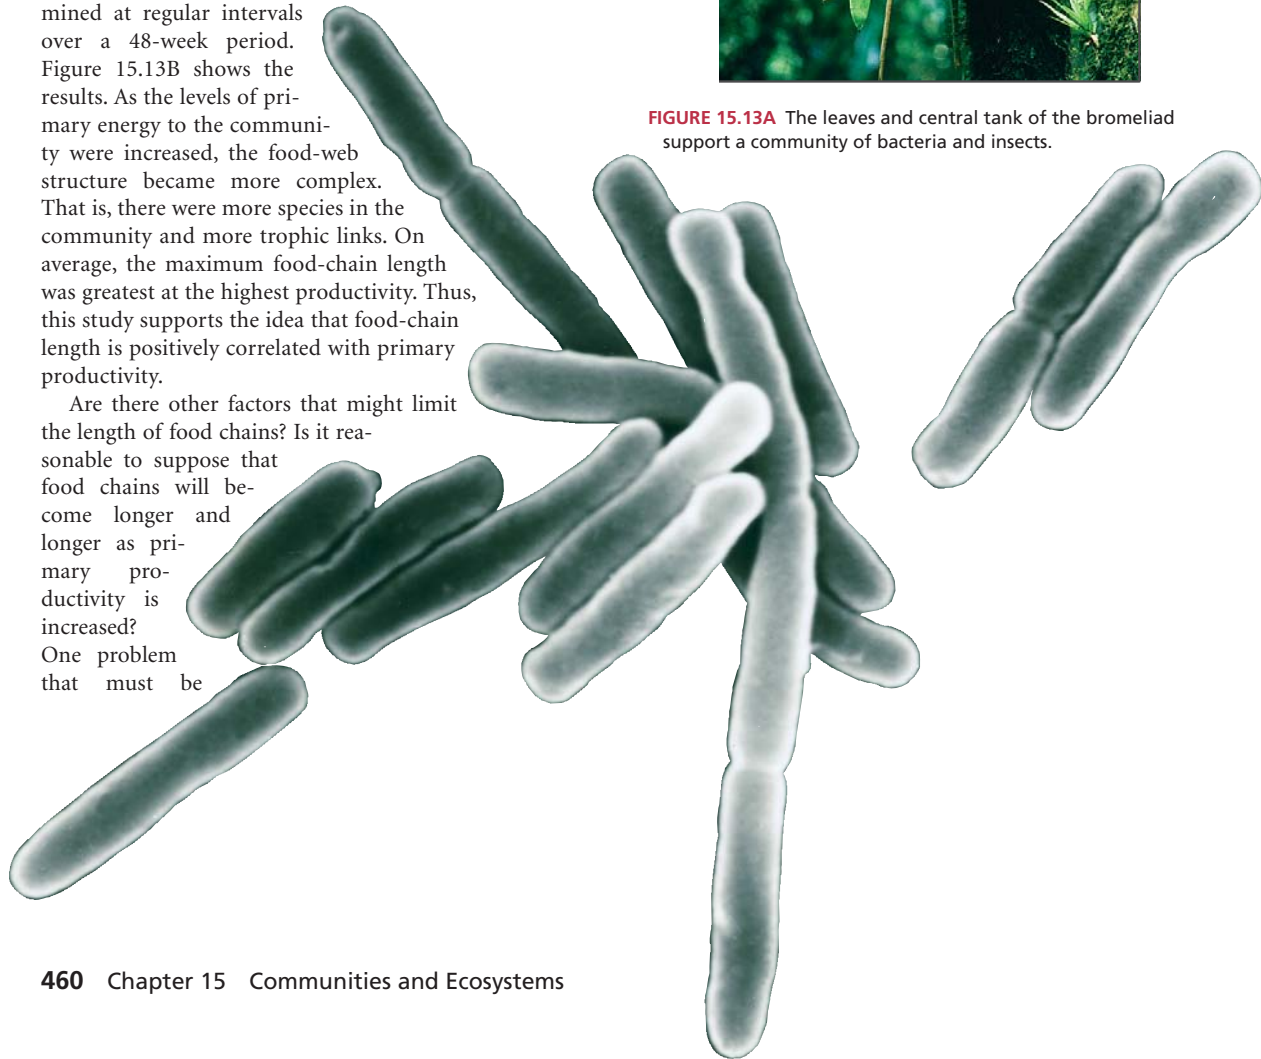 mined at regular intervals
over a 48-week period.
Figure 15.13B shows the
results. As the levels of pri-
mary energy to the communi-
ty were increased, the food-web
structure became more complex.
That is, there were more species in the
community and more trophic links. On
average, the maximum food-chain length
was greatest at the highest productivity. Thus,
this study supports the idea that food-chain
length is positively correlated with primary
productivity.
Are there other factors that might limit
the length of food chains? Is it rea-
sonable to suppose that
food chains will be-
come longer and
longer as pri-
mary pro-
ductivity is
increased?
One problem
that must be
FIGURE 15.13A The leaves and central tank of the bromeliad
support a community of bacteria and insects.
460 Chapter 15 Communities and Ecosystems